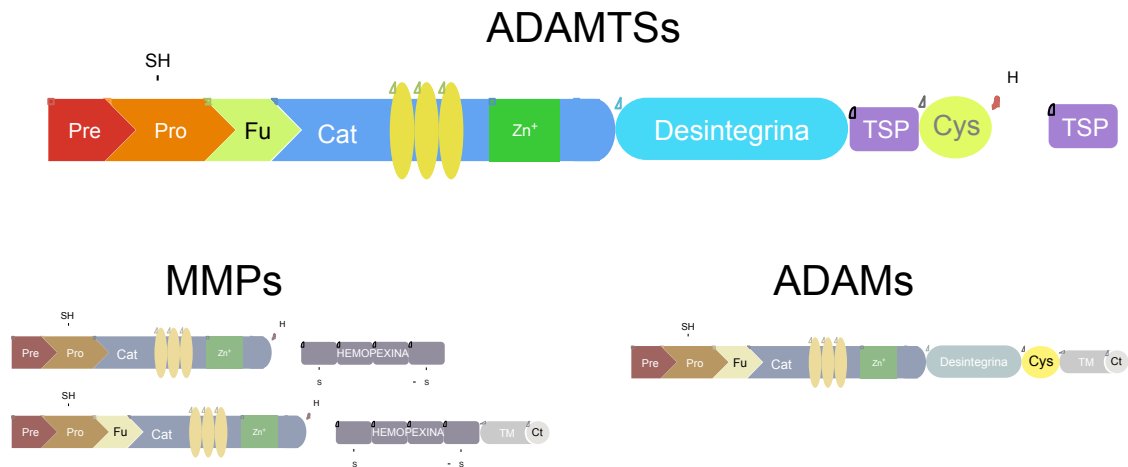 ADAMTSs
SH
H
Pre Pro Fu Cat Zn⁺ Desintegrina TSP Cys TSP
MMPs
SH
H
Pre Pro Cat Zn⁺ HEMOPEXINA
S - S
SH
H
Pre Pro Fu Cat Zn⁺ HEMOPEXINA TM Ct
S - S
ADAMs
SH
Pre Pro Fu Cat Zn⁺ Desintegrina Cys TM Ct